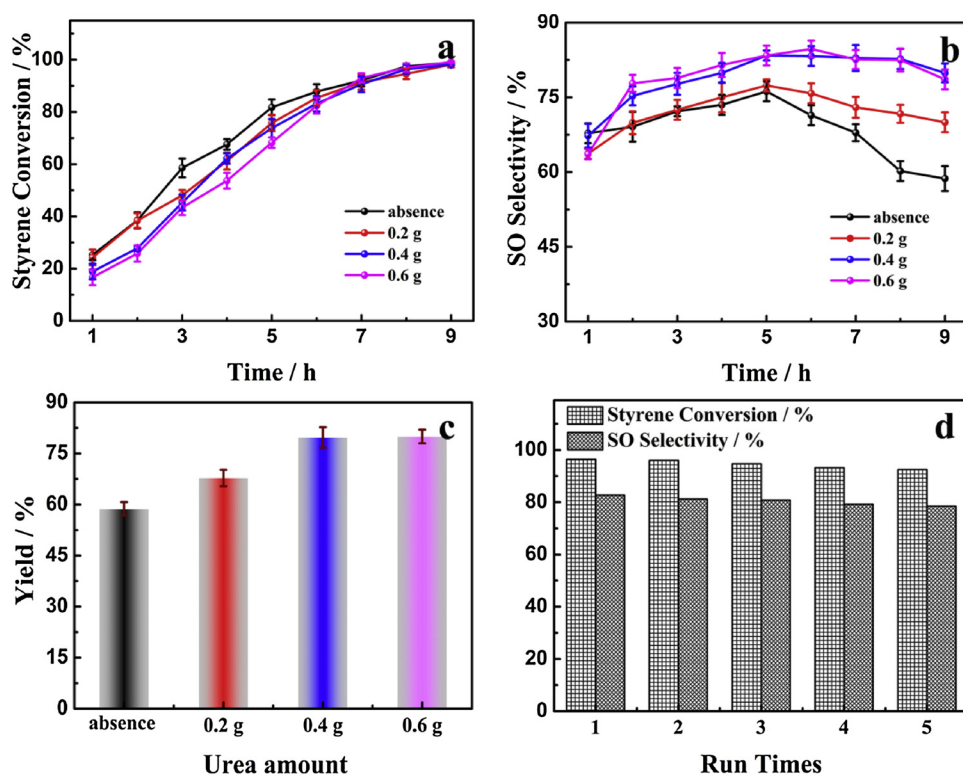 a
Styrene Conversion / %
100
80
60
40
20
0
absence
0.2 g
0.4 g
0.6 g
1 3 5 7 9
Time / h
b
SO Selectivity / %
90
75
60
45
30
absence
0.2 g
0.4 g
0.6 g
1 3 5 7 9
Time / h
c
Yield / %
90
75
60
45
30
15
0
absence 0.2 g 0.4 g 0.6 g
Urea amount
d
Styrene Conversion / %
SO Selectivity / %
100
80
60
40
20
0
1 2 3 4 5
Run Times